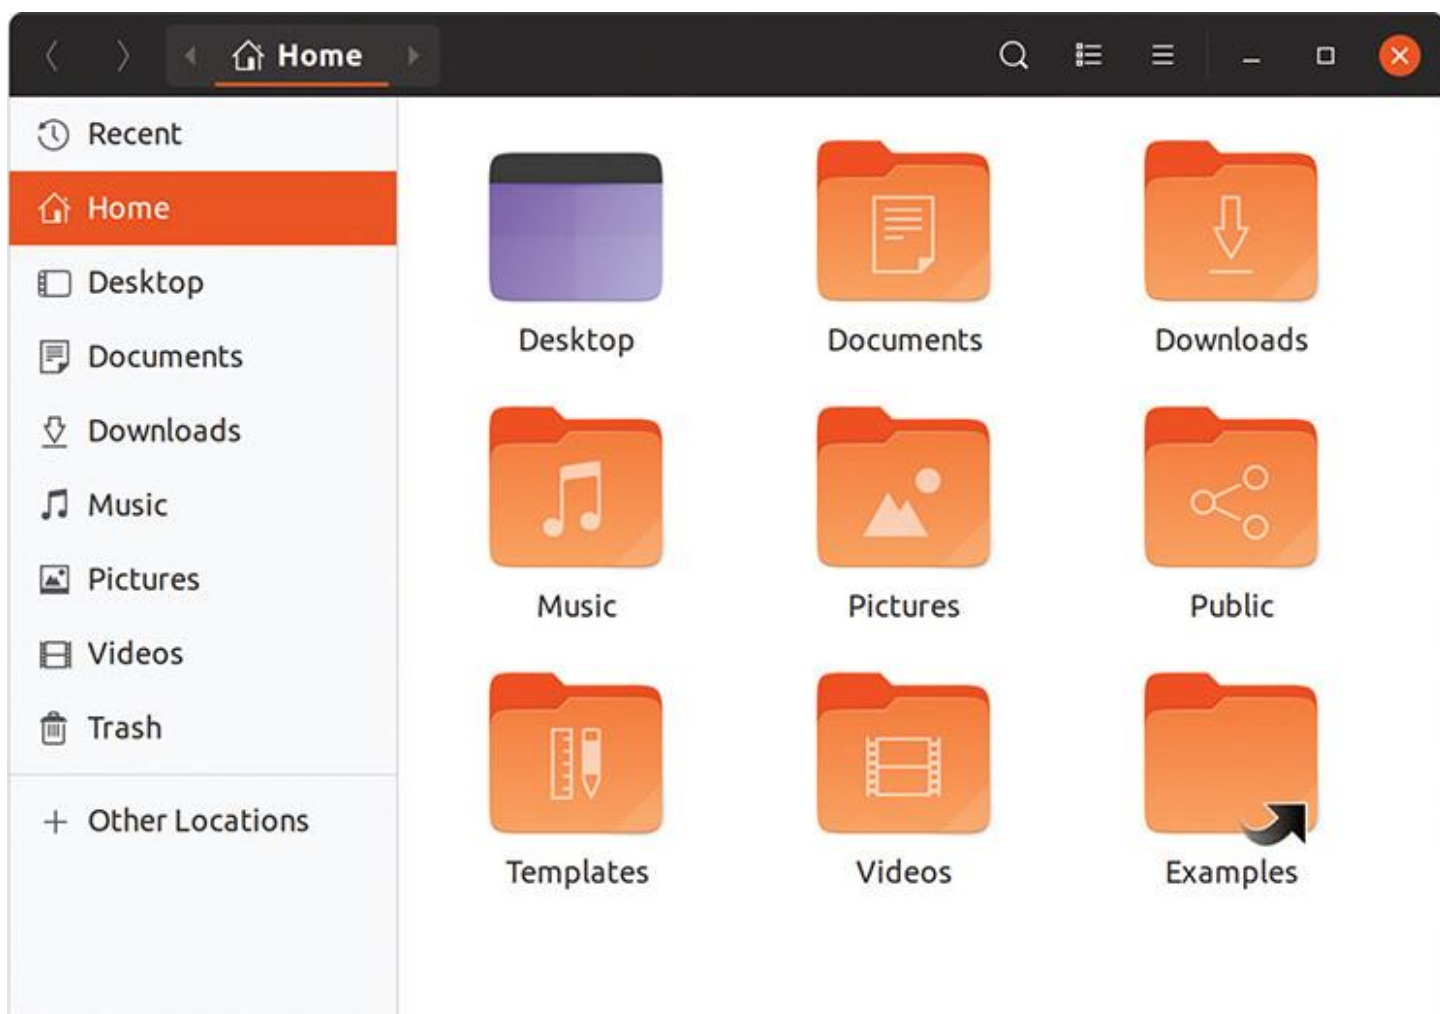 Home
Recent
Home
Desktop
Documents
Downloads
Music
Pictures
Videos
Trash
Other Locations
Desktop
Documents
Downloads
Music
Pictures
Public
Templates
Videos
Examples